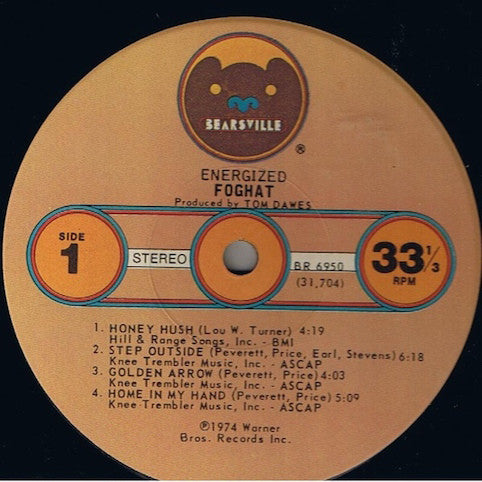 BEARSVILLE
®
ENERGIZED
FOGHAT
Produced by TOM DAWES
SIDE
1
STEREO
BR 6950
(31,704)
33 1/3
RPM
1. HONEY HUSH (Lou W. Turner) 4:19
Hill & Range Songs, Inc. - BMI
2. STEP OUTSIDE (Peverett, Price, Earl, Stevens) 6:18
Knee Trembler Music, Inc. - ASCAP
3. GOLDEN ARROW (Peverett, Price) 4:03
Knee Trembler Music, Inc. - ASCAP
4. HOME IN MY HAND (Peverett, Price) 5:09
Knee Trembler Music, Inc. - ASCAP
℗1974 Warner
Bros. Records Inc.